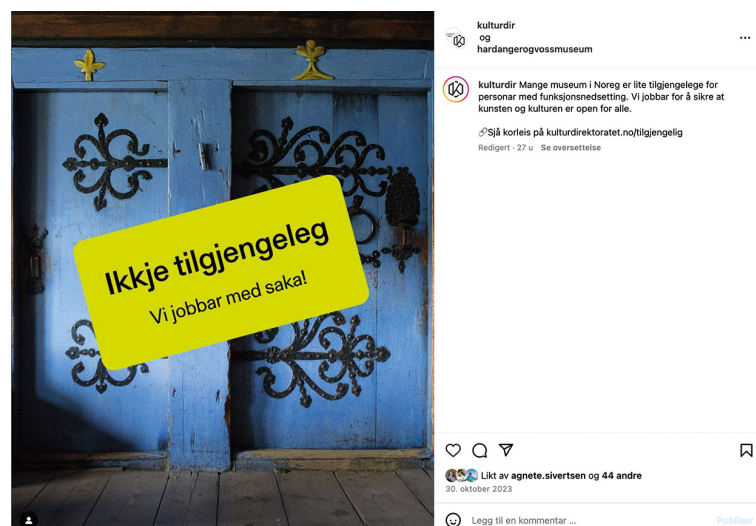 Ikkje tilgjengeleg
Vi jobbar med saka!
kulturdir
og
hardangerogvossmuseum
kulturdir Mange museum i Noreg er lite tilgjengelege for
personar med funksjonsnedsetting. Vi jobbar for å sikre at
kunsten og kulturen er open for alle.
🔗Sjå korleis på kulturdirektoratet.no/tilgjengelig
Redigert · 27 u Se oversettelse
Likt av agnete.sivertsen og 44 andre
30. oktober 2023
Legg til en kommentar ... Publiser